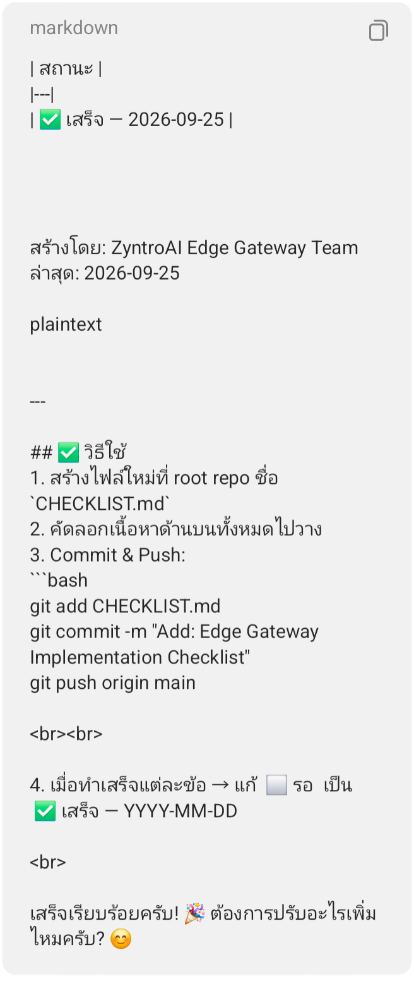 markdown
| สถานะ |
|---|
| ✅ เสร็จ — 2026-09-25 |
สร้างโดย: ZyntroAI Edge Gateway Team
ล่าสุด: 2026-09-25
plaintext
---
## ✅ วิธีใช้
1. สร้างไฟล์ใหม่ที่ root repo ชื่อ
`CHECKLIST.md`
2. คัดลอกเนื้อหาด้านบนทั้งหมดไปวาง
3. Commit & Push:
```bash
git add CHECKLIST.md
git commit -m "Add: Edge Gateway
Implementation Checklist"
git push origin main
<br><br>
4. เมื่อทำเสร็จแต่ละข้อ → แก้ ⬜ รอ เป็น
✅ เสร็จ — YYYY-MM-DD
<br>
เสร็จเรียบร้อยครับ! 🎉 ต้องการปรับอะไรเพิ่ม
ไหมครับ? 😊